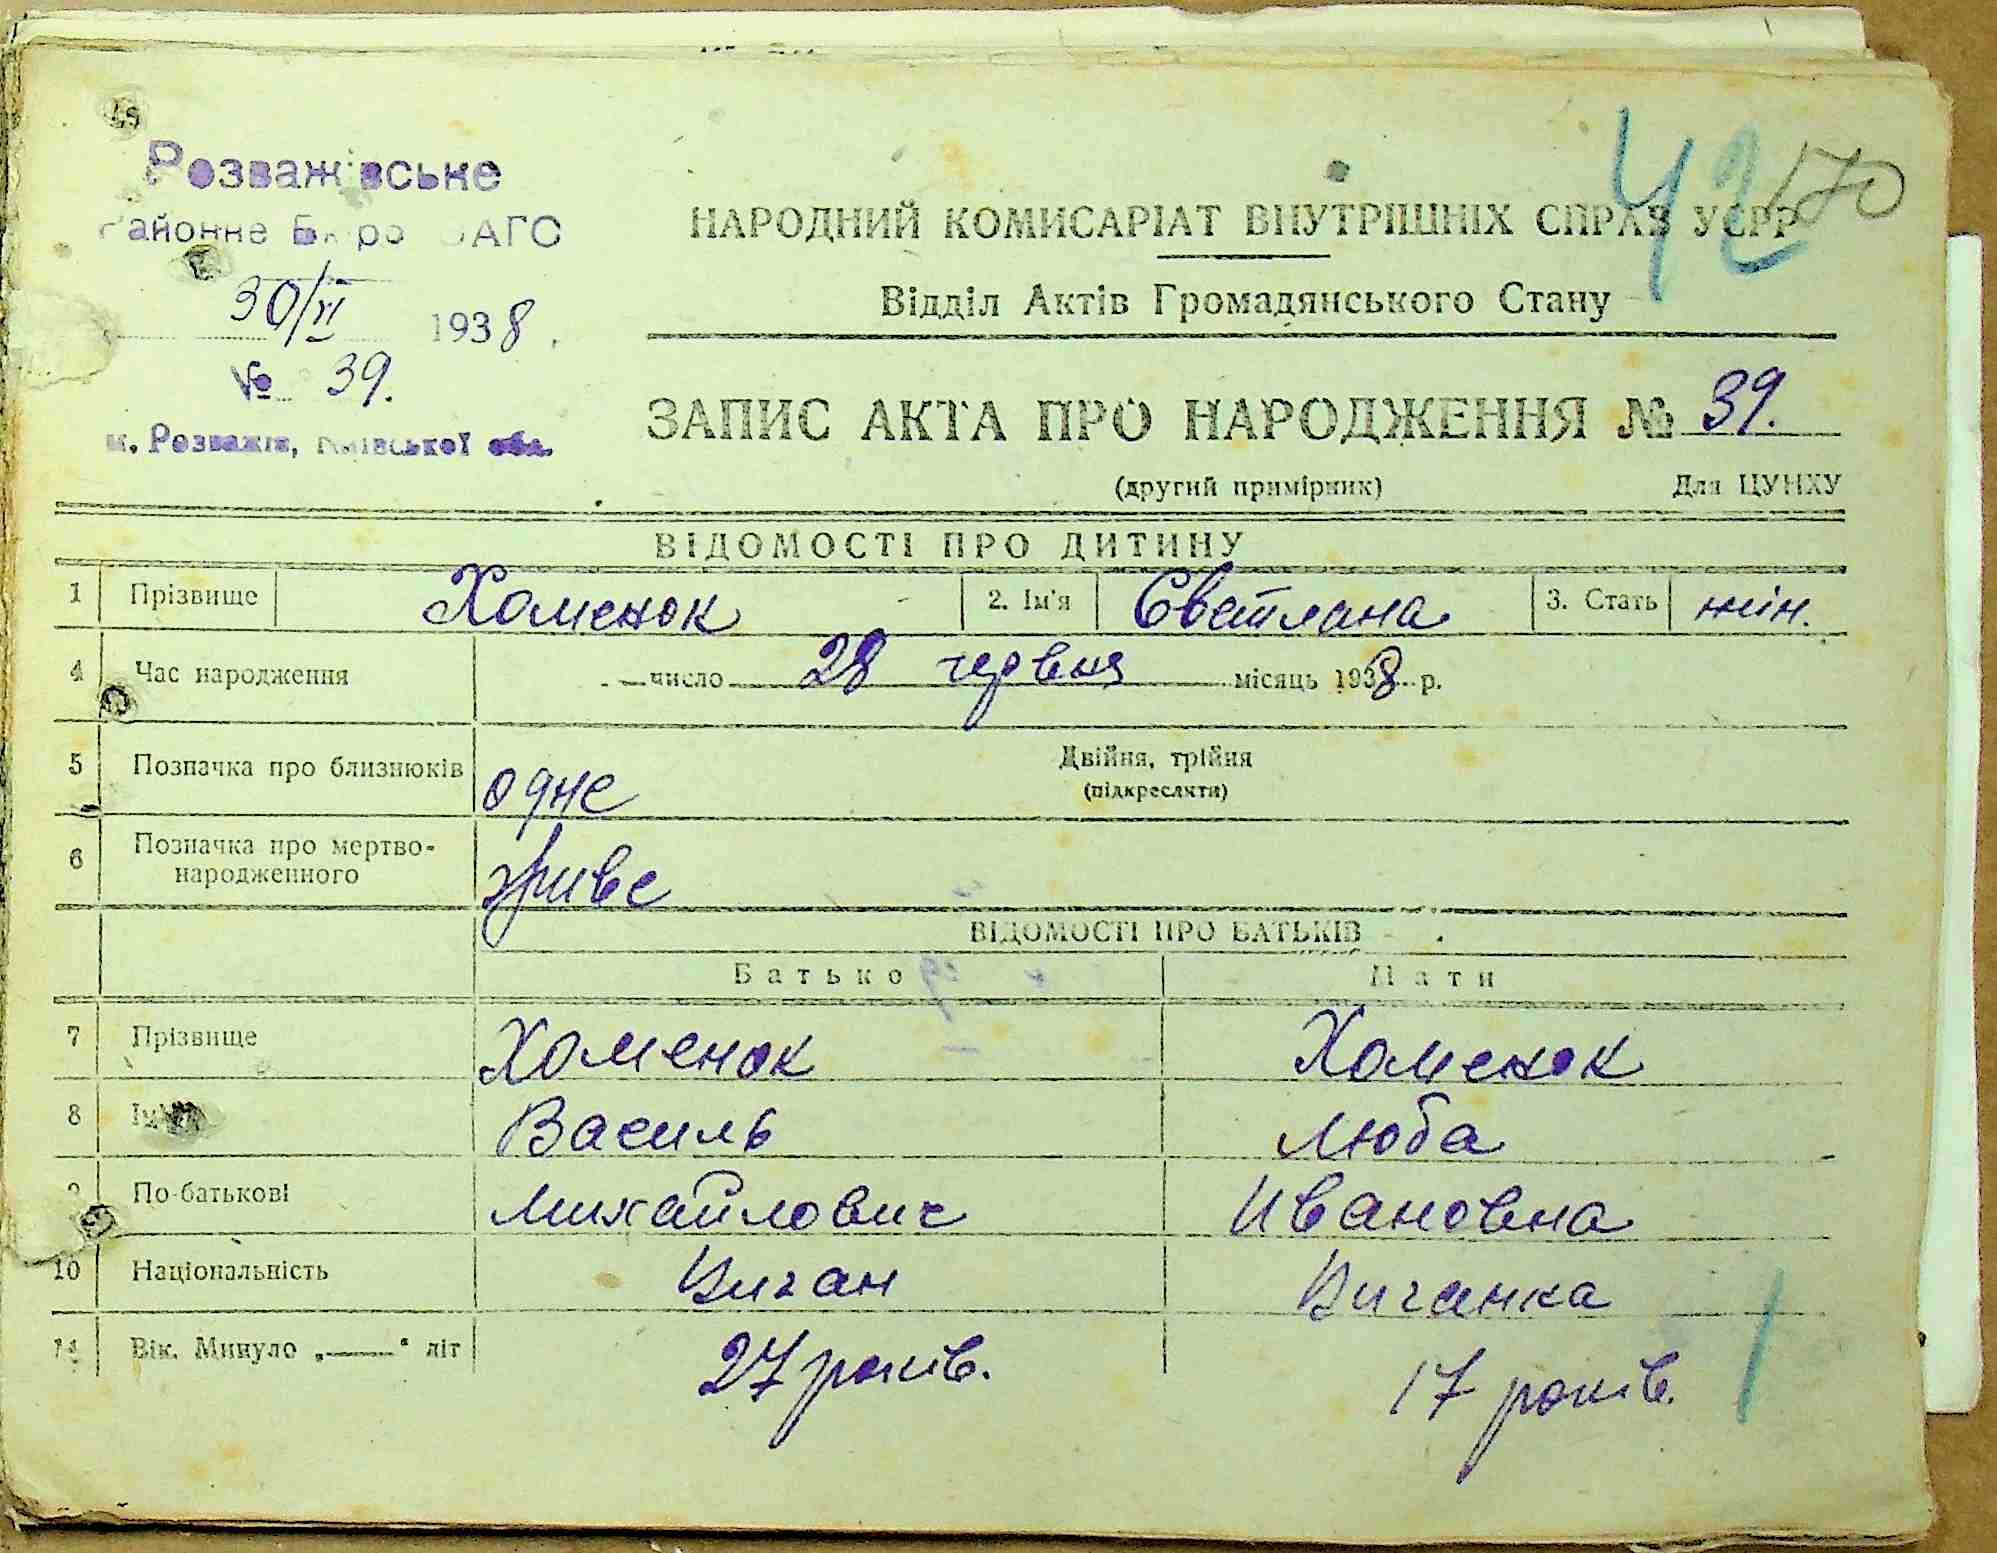 Розважівське
Районне Бюро ЗАГС
30/VI 1938.
№ 39.
м. Розважів, Київської обл.
42 170
НАРОДНИЙ КОМИСАРІАТ ВНУТРІШНІХ СПРАВ УСРР
Відділ Актів Громадянського Стану
ЗАПИС АКТА ПРО НАРОДЖЕННЯ № 39.
(другий примірник) Для ЦУНХУ
ВІДОМОСТІ ПРО ДИТИНУ
1 Прізвище Хоменок 2. Ім'я Светлана 3. Стать жін.
4 Час народження число 28 червня місяць 1938 р.
5 Позначка про близнюків одне Двійня, трійня
(підкреслити)
6 Позначка про мертво-
народженного живе
ВІДОМОСТІ ПРО БАТЬКІВ
Батько Мати
7 Прізвище Хоменок Хоменок
8 Ім'я Василь Люба
9 По-батькові Михайлович Ивановна
10 Національність Циган Циганка
11 Вік. Минуло „——" літ 27 років. 17 років.